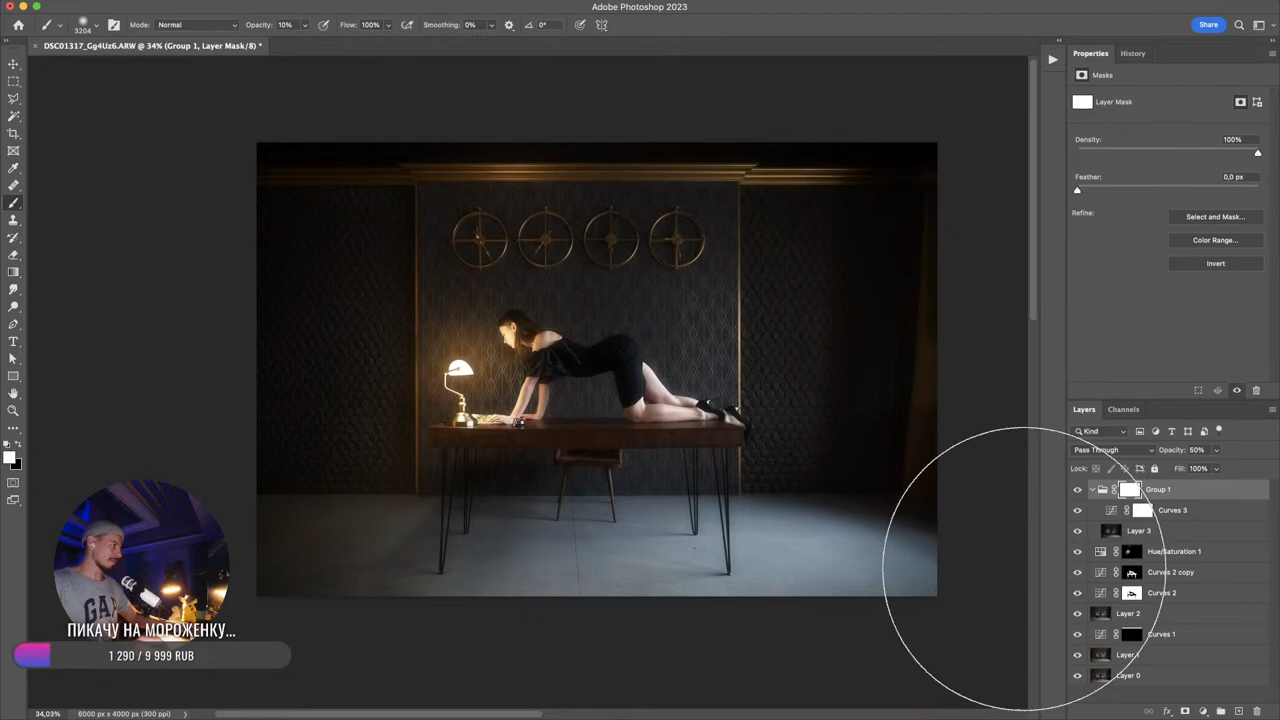 Adobe Photoshop 2023
Mode: Normal Opacity: 10% Flow: 100% Smoothing: 0% 0° Share
3204
DSC01317_Gg4Uz6.ARW @ 34% (Group 1, Layer Mask/8) *
Properties History
Masks
Layer Mask
Density: 100%
Feather: 0,0 px
Refine: Select and Mask...
Color Range...
Invert
Layers Channels
Kind
Pass Through Opacity: 50%
Lock: Fill: 100%
Group 1
Curves 3
Layer 3
Hue/Saturation 1
Curves 2 copy
Curves 2
Layer 2
Curves 1
Layer 1
Layer 0
GAP
ПИКАЧУ НА МОРОЖЕНКУ...
1 290 / 9 999 RUB
34,03% 6000 px x 4000 px (300 ppi)